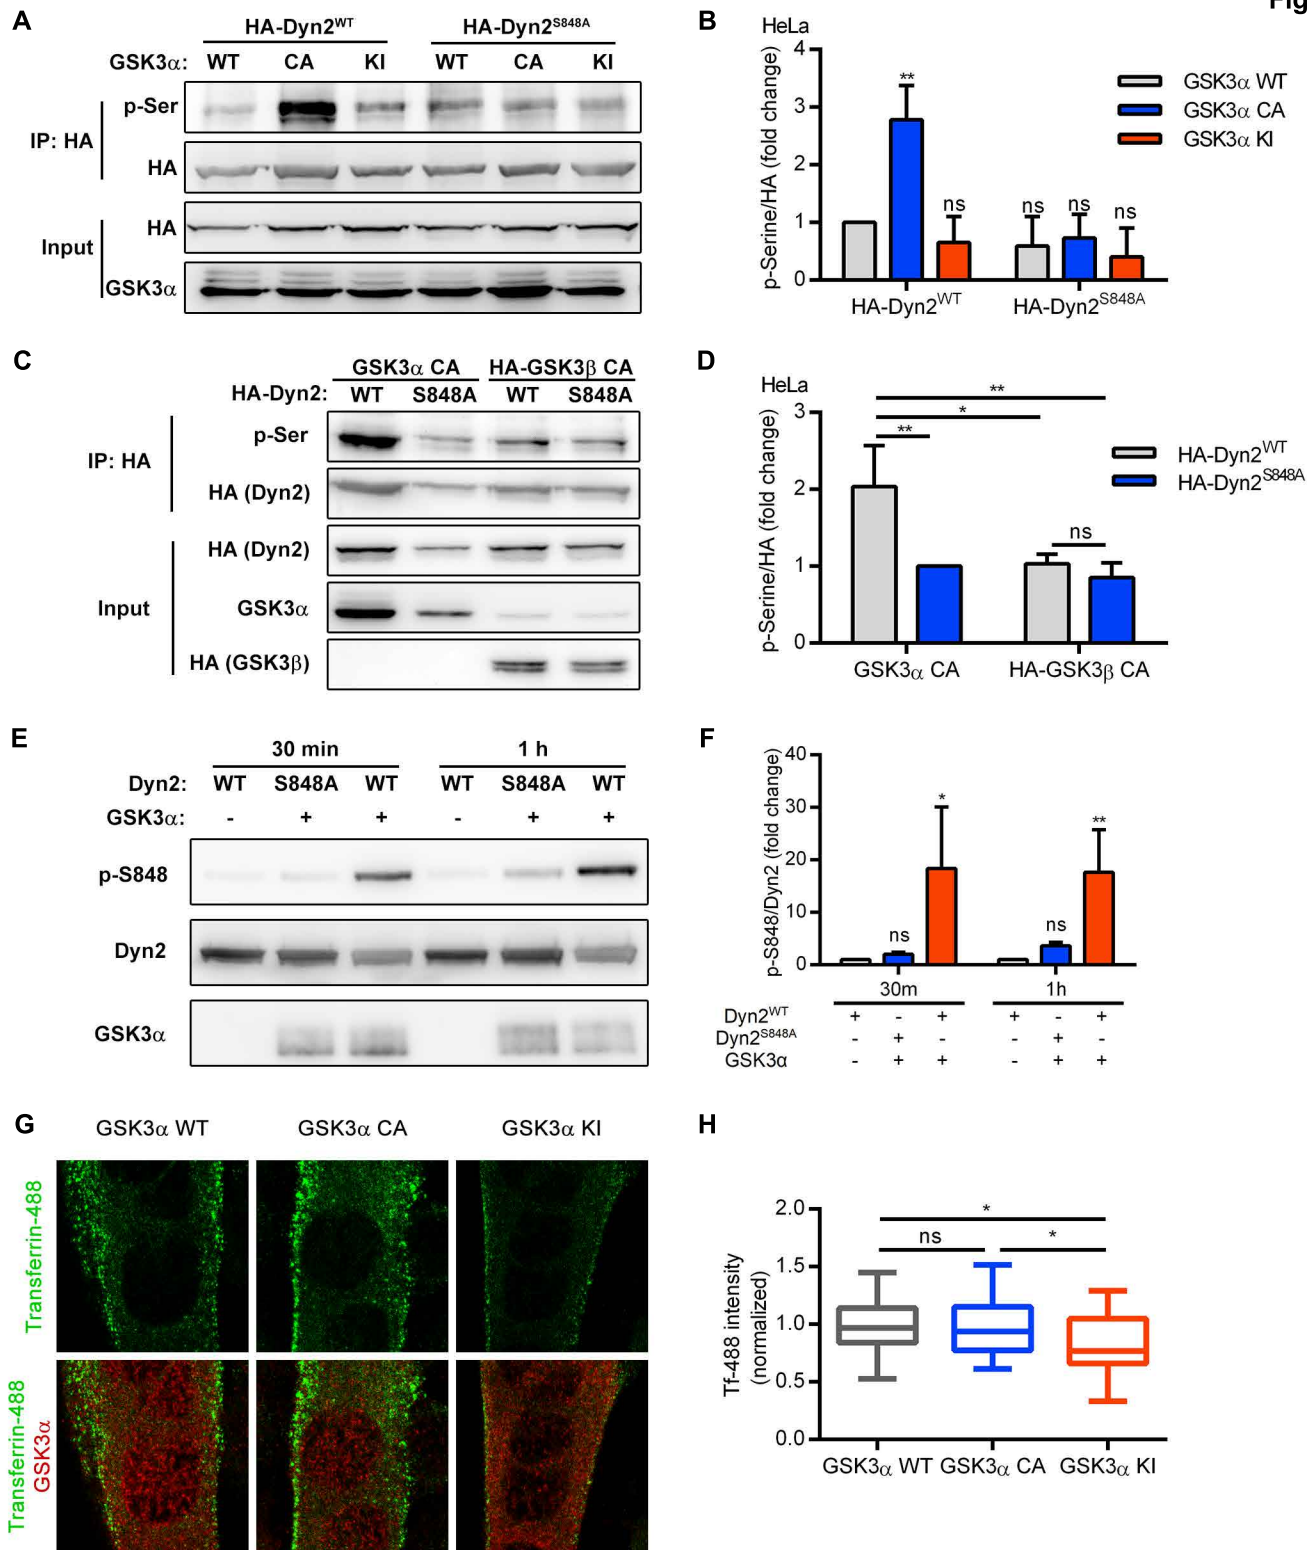 Fig
A
HA-Dyn2WT HA-Dyn2S848A
GSK3α: WT CA KI WT CA KI
IP: HA
p-Ser
HA
Input
HA
GSK3α
B
HeLa
p-Serine/HA (fold change)
4
3
2
1
0
**
ns
ns
ns
ns
HA-Dyn2WT HA-Dyn2S848A
GSK3α WT
GSK3α CA
GSK3α KI
C
GSK3α CA HA-GSK3β CA
HA-Dyn2: WT S848A WT S848A
IP: HA
p-Ser
HA (Dyn2)
Input
HA (Dyn2)
GSK3α
HA (GSK3β)
D
HeLa
p-Serine/HA (fold change)
3
2
1
0
**
*
**
ns
GSK3α CA HA-GSK3β CA
HA-Dyn2WT
HA-Dyn2S848A
E
30 min 1 h
Dyn2: WT S848A WT WT S848A WT
GSK3α: - + + - + +
p-S848
Dyn2
GSK3α
F
p-S848/Dyn2 (fold change)
40
30
20
10
0
ns
*
ns
**
30m 1h
Dyn2WT + - + + - +
Dyn2S848A - + - - + -
GSK3α - + + - + +
G
GSK3α WT GSK3α CA GSK3α KI
Transferrin-488
Transferrin-488
GSK3α
H
Tf-488 intensity
(normalized)
2.0
1.5
1.0
0.5
0.0
*
ns
*
GSK3α WT GSK3α CA GSK3α KI